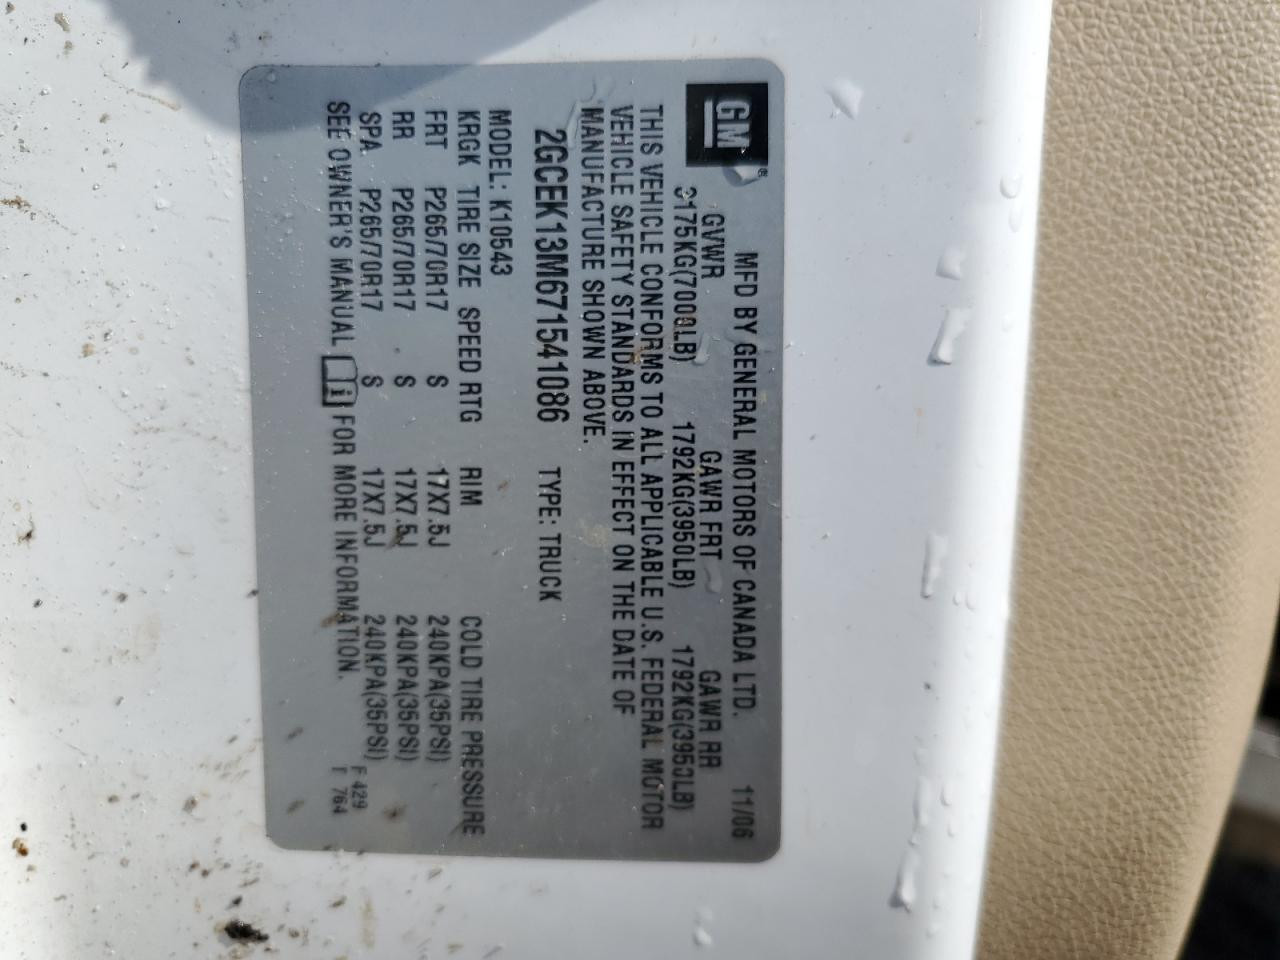 GM®
MFD BY GENERAL MOTORS OF CANADA LTD. 11/06
GVWR GAWR FRT GAWR RR
3175KG(7000LB) 1792KG(3950LB) 1792KG(3950LB)
THIS VEHICLE CONFORMS TO ALL APPLICABLE U.S. FEDERAL MOTOR
VEHICLE SAFETY STANDARDS IN EFFECT ON THE DATE OF
MANUFACTURE SHOWN ABOVE.
2GCEK13M671541086 TYPE: TRUCK
MODEL: K10543
KRGK TIRE SIZE SPEED RTG RIM COLD TIRE PRESSURE
FRT P265/70R17 S 17X7.5J 240KPA(35PSI)
RR P265/70R17 S 17X7.5J 240KPA(35PSI)
SPA P265/70R17 S 17X7.5J 240KPA(35PSI)
SEE OWNER'S MANUAL i FOR MORE INFORMATION.
F 429
F 764